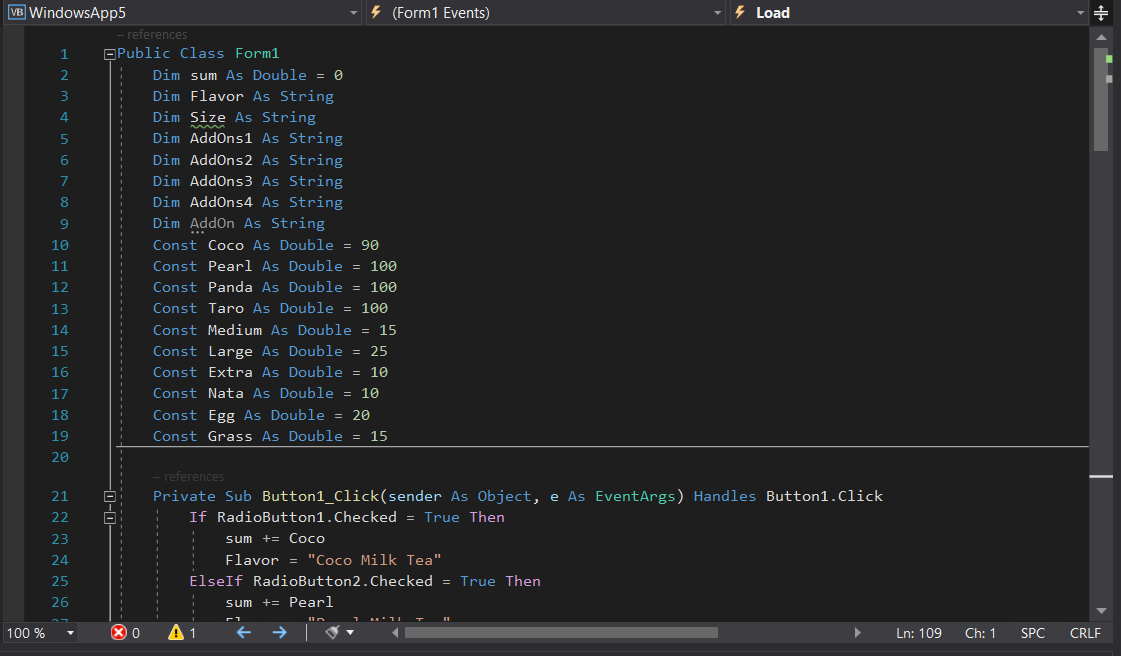 VB WindowsApp5 (Form1 Events) Load
– references
1 Public Class Form1
2 Dim sum As Double = 0
3 Dim Flavor As String
4 Dim Size As String
5 Dim AddOns1 As String
6 Dim AddOns2 As String
7 Dim AddOns3 As String
8 Dim AddOns4 As String
9 Dim AddOn As String
10 Const Coco As Double = 90
11 Const Pearl As Double = 100
12 Const Panda As Double = 100
13 Const Taro As Double = 100
14 Const Medium As Double = 15
15 Const Large As Double = 25
16 Const Extra As Double = 10
17 Const Nata As Double = 10
18 Const Egg As Double = 20
19 Const Grass As Double = 15
20
– references
21 Private Sub Button1_Click(sender As Object, e As EventArgs) Handles Button1.Click
22 If RadioButton1.Checked = True Then
23 sum += Coco
24 Flavor = "Coco Milk Tea"
25 ElseIf RadioButton2.Checked = True Then
26 sum += Pearl
100 % 0 1 Ln: 109 Ch: 1 SPC CRLF